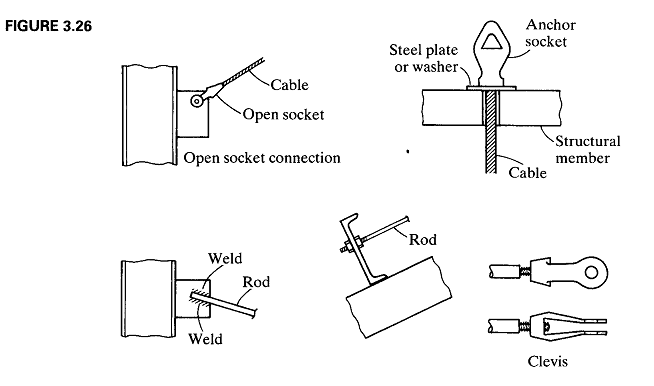 FIGURE 3.26
Cable
Open socket
Open socket connection
Anchor
socket
Steel plate
or washer
Structural
member
Cable
Weld
Rod
Weld
Rod
Clevis